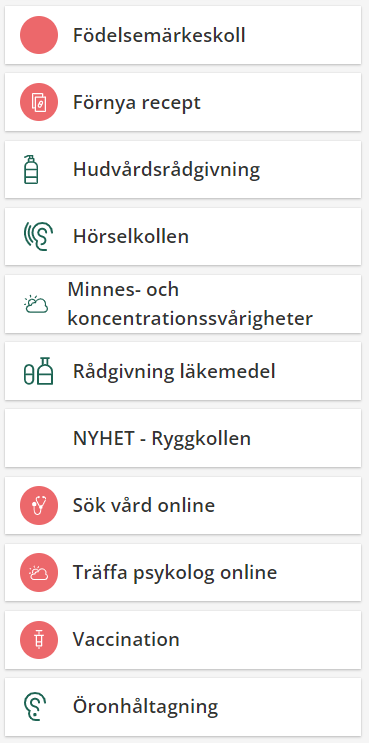 Födelsemärkeskoll
Förnya recept
Hudvårdsrådgivning
Hörselkollen
Minnes- och
koncentrationssvårigheter
Rådgivning läkemedel
NYHET - Ryggkollen
Sök vård online
Träffa psykolog online
Vaccination
Öronhåltagning